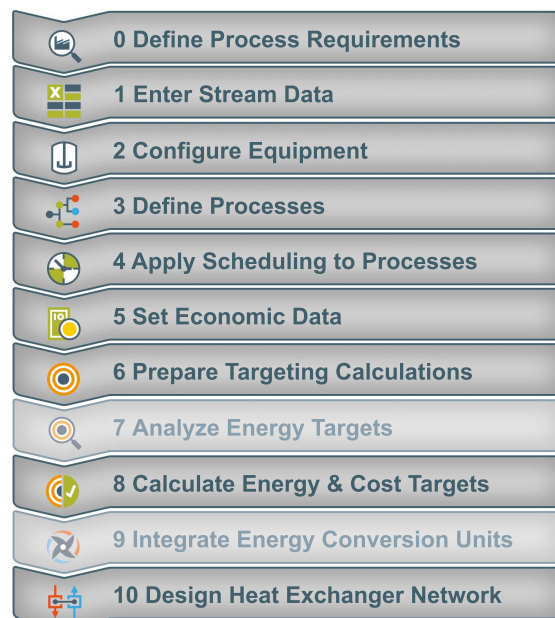 0 Define Process Requirements
1 Enter Stream Data
2 Configure Equipment
3 Define Processes
4 Apply Scheduling to Processes
5 Set Economic Data
6 Prepare Targeting Calculations
7 Analyze Energy Targets
8 Calculate Energy & Cost Targets
9 Integrate Energy Conversion Units
10 Design Heat Exchanger Network